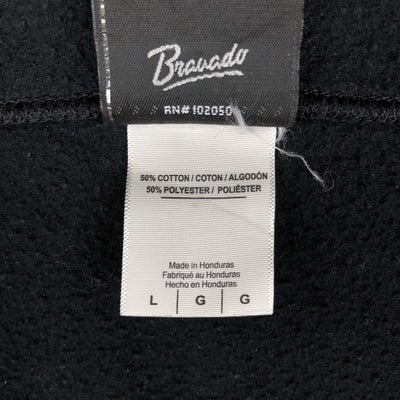 Bravado
RN# 102050
50% COTTON / COTON / ALGODÓN
50% POLYESTER / POLIÉSTER
Made in Honduras
Fabriqué au Honduras
Hecho en Honduras
L | G | G